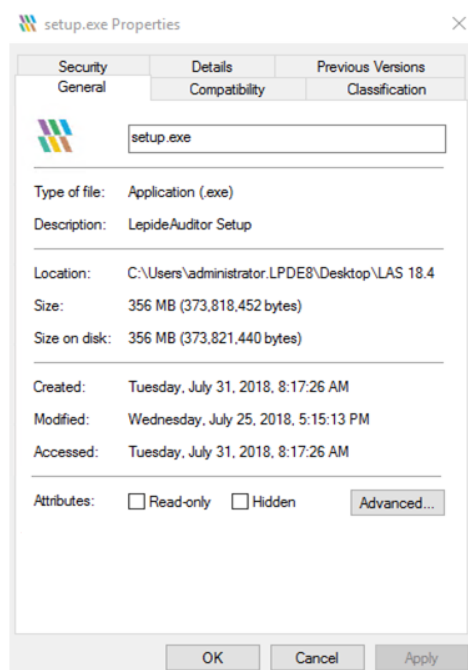 setup.exe Properties
Security Details Previous Versions
General Compatibility Classification
setup.exe
Type of file: Application (.exe)
Description: LepideAuditor Setup
Location: C:\Users\administrator.LPDE8\Desktop\LAS 18.4
Size: 356 MB (373,818,452 bytes)
Size on disk: 356 MB (373,821,440 bytes)
Created: Tuesday, July 31, 2018, 8:17:26 AM
Modified: Wednesday, July 25, 2018, 5:15:13 PM
Accessed: Tuesday, July 31, 2018, 8:17:26 AM
Attributes: Read-only Hidden Advanced...
OK Cancel Apply